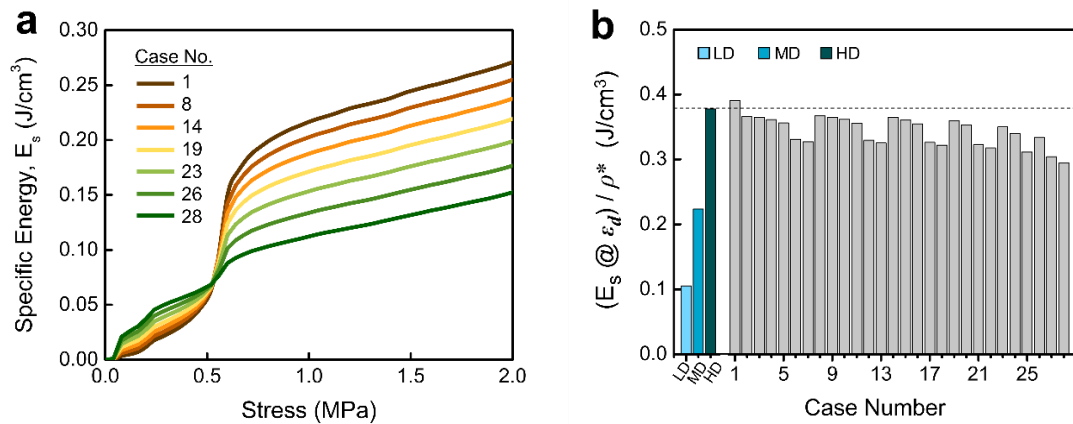 a
Specific Energy, Eₛ (J/cm³)
0.30
0.25
0.20
0.15
0.10
0.05
0.00
Case No.
1
8
14
19
23
26
28
0.0 0.5 1.0 1.5 2.0
Stress (MPa)
b
(Eₛ @ ε_d) / ρ* (J/cm³)
0.5
0.4
0.3
0.2
0.1
0.0
LD MD HD
LD MD HD 1 5 9 13 17 21 25
Case Number